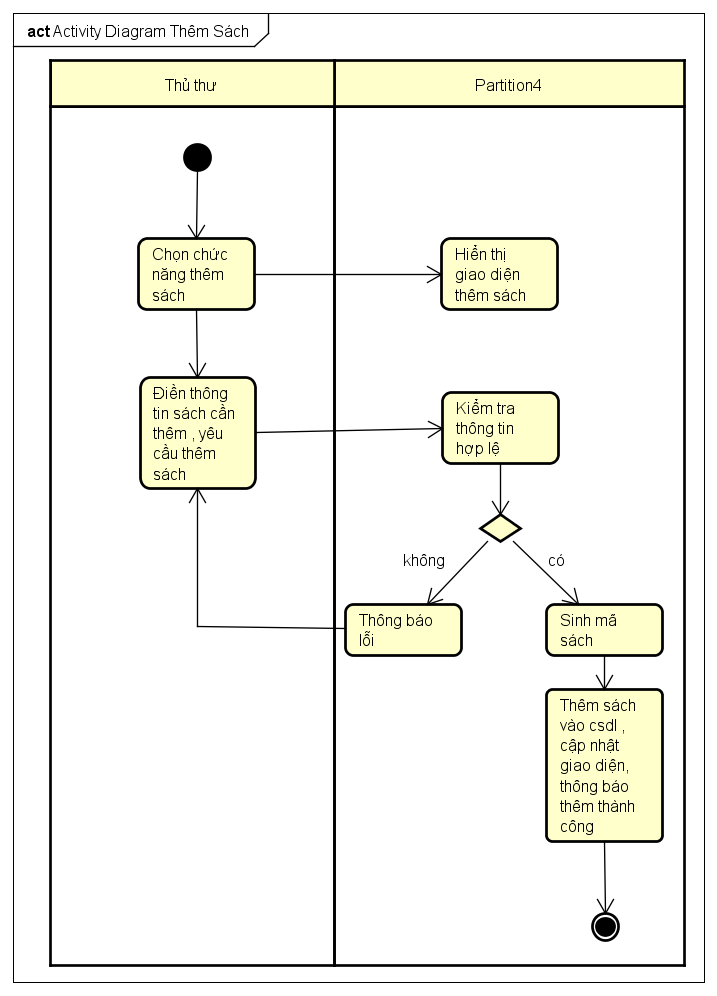 act Activity Diagram Thêm Sách
Thủ thư
Partition4
Chọn chức
năng thêm
sách
Hiển thị
giao diện
thêm sách
Điền thông
tin sách cần
thêm , yêu
cầu thêm
sách
Kiểm tra
thông tin
hợp lệ
không
có
Thông báo
lỗi
Sinh mã
sách
Thêm sách
vào csdl ,
cập nhật
giao diện,
thông báo
thêm thành
công